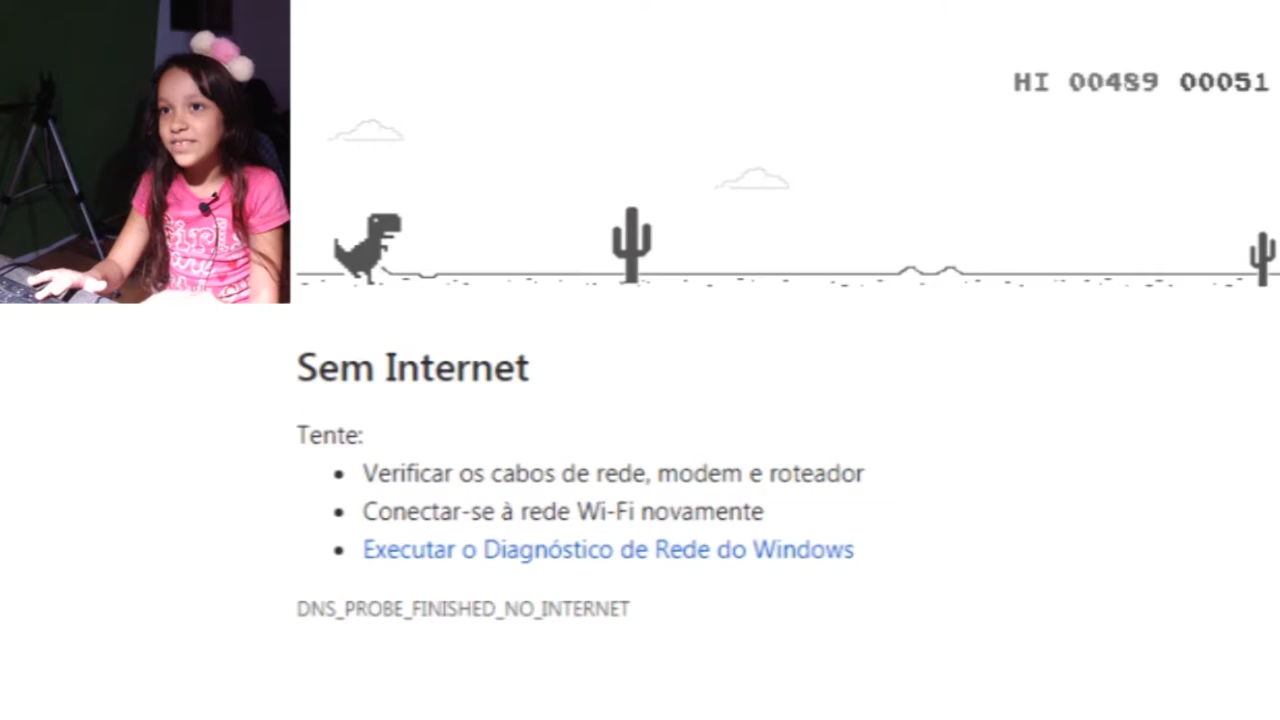 HI 00489 00051
Girls
Sem Internet
Tente:
Verificar os cabos de rede, modem e roteador
Conectar-se à rede Wi-Fi novamente
Executar o Diagnóstico de Rede do Windows
DNS_PROBE_FINISHED_NO_INTERNET